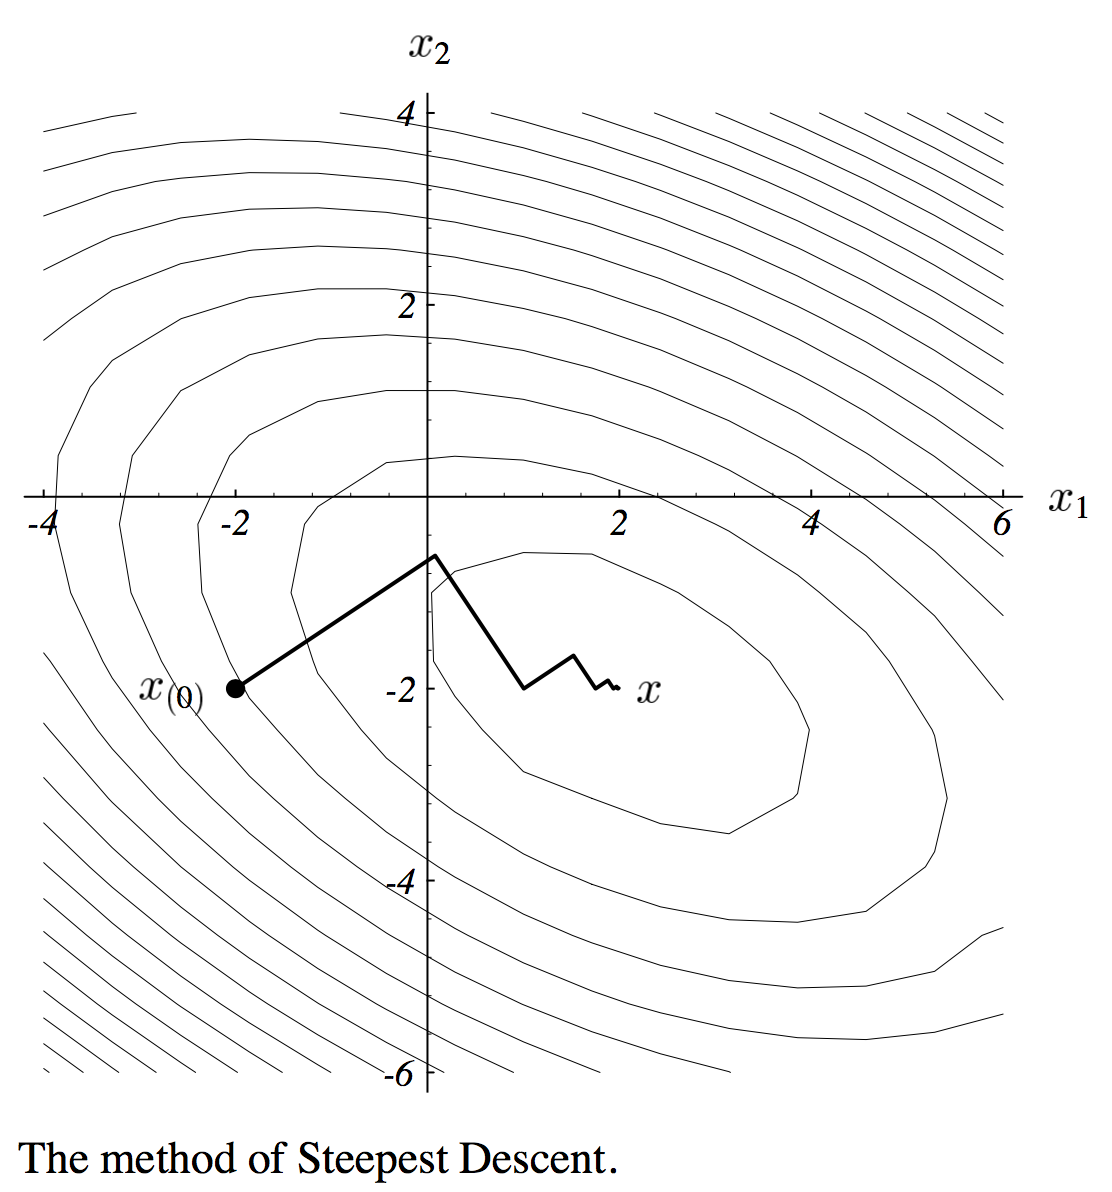 x₂
4
2
-4 -2 2 4 6 x₁
x₍₀₎ -2 x
-4
-6
The method of Steepest Descent.